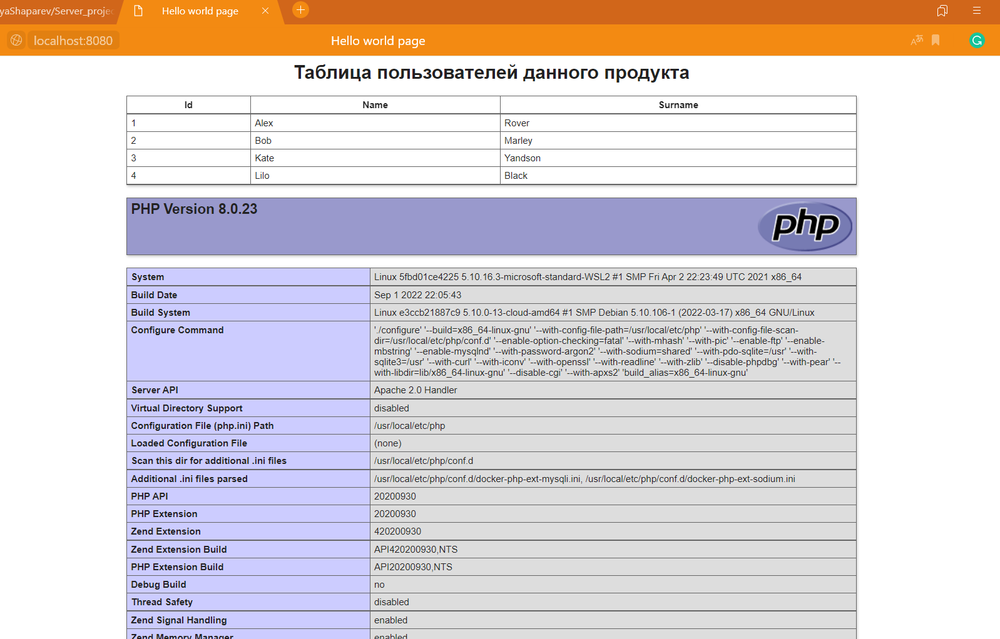 yaShaparev/Server_projec
Hello world page
localhost:8080
Hello world page
Таблица пользователей данного продукта
Id Name Surname
1 Alex Rover
2 Bob Marley
3 Kate Yandson
4 Lilo Black
PHP Version 8.0.23
php
System Linux 5fbd01ce4225 5.10.16.3-microsoft-standard-WSL2 #1 SMP Fri Apr 2 22:23:49 UTC 2021 x86_64
Build Date Sep 1 2022 22:05:43
Build System Linux e3ccb21887c9 5.10.0-13-cloud-amd64 #1 SMP Debian 5.10.106-1 (2022-03-17) x86_64 GNU/Linux
Configure Command './configure' '--build=x86_64-linux-gnu' '--with-config-file-path=/usr/local/etc/php' '--with-config-file-scan-
dir=/usr/local/etc/php/conf.d' '--enable-option-checking=fatal' '--with-mhash' '--with-pic' '--enable-ftp' '--enable-
mbstring' '--enable-mysqlnd' '--with-password-argon2' '--with-sodium=shared' '--with-pdo-sqlite=/usr' '--with-
sqlite3=/usr' '--with-curl' '--with-iconv' '--with-openssl' '--with-readline' '--with-zlib' '--disable-phpdbg' '--with-pear' '--
with-libdir=lib/x86_64-linux-gnu' '--disable-cgi' '--with-apxs2' 'build_alias=x86_64-linux-gnu'
Server API Apache 2.0 Handler
Virtual Directory Support disabled
Configuration File (php.ini) Path /usr/local/etc/php
Loaded Configuration File (none)
Scan this dir for additional .ini files /usr/local/etc/php/conf.d
Additional .ini files parsed /usr/local/etc/php/conf.d/docker-php-ext-mysqli.ini, /usr/local/etc/php/conf.d/docker-php-ext-sodium.ini
PHP API 20200930
PHP Extension 20200930
Zend Extension 420200930
Zend Extension Build API420200930,NTS
PHP Extension Build API20200930,NTS
Debug Build no
Thread Safety disabled
Zend Signal Handling enabled
Zend Memory Manager enabled